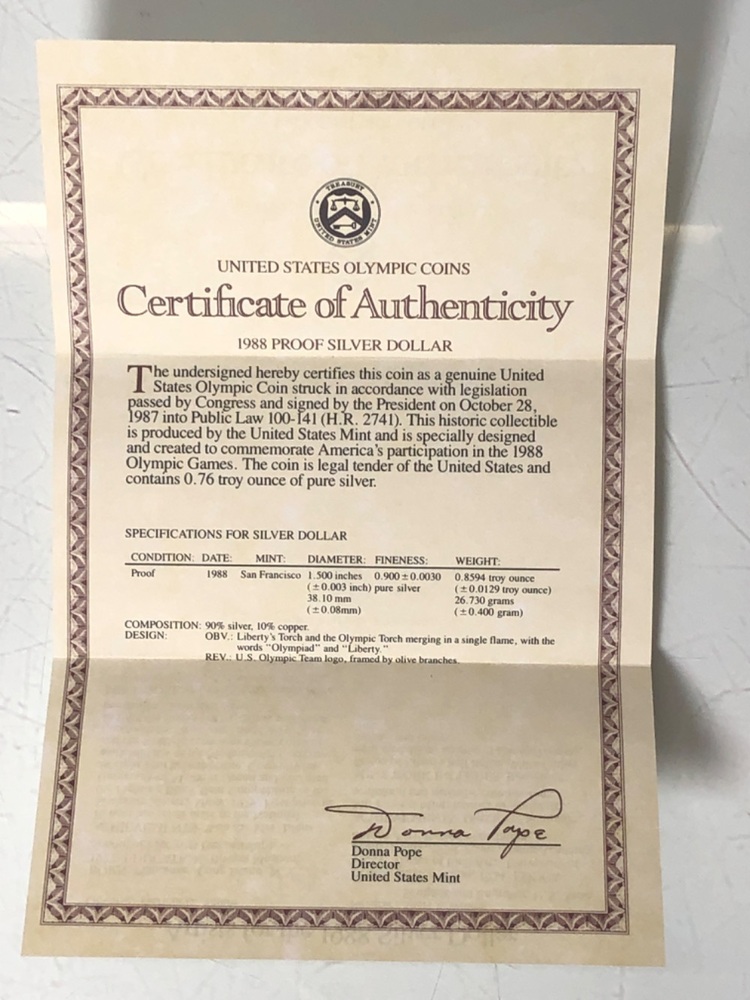 TREASURY
UNITED STATES MINT
UNITED STATES OLYMPIC COINS
Certificate of Authenticity
1988 PROOF SILVER DOLLAR
The undersigned hereby certifies this coin as a genuine United
States Olympic Coin struck in accordance with legislation
passed by Congress and signed by the President on October 28,
1987 into Public Law 100-141 (H.R. 2741). This historic collectible
is produced by the United States Mint and is specially designed
and created to commemorate America's participation in the 1988
Olympic Games. The coin is legal tender of the United States and
contains 0.76 troy ounce of pure silver.
SPECIFICATIONS FOR SILVER DOLLAR
CONDITION: DATE: MINT: DIAMETER: FINENESS: WEIGHT:
Proof 1988 San Francisco 1.500 inches 0.900 ± 0.0030 0.8594 troy ounce
(± 0.003 inch) pure silver (± 0.0129 troy ounce)
38.10 mm 26.730 grams
(± 0.08mm) (± 0.400 gram)
COMPOSITION: 90% silver, 10% copper.
DESIGN: OBV.: Liberty's Torch and the Olympic Torch merging in a single flame, with the
words "Olympiad" and "Liberty."
REV.: U.S. Olympic Team logo, framed by olive branches.
Donna Pope
Donna Pope
Director
United States Mint